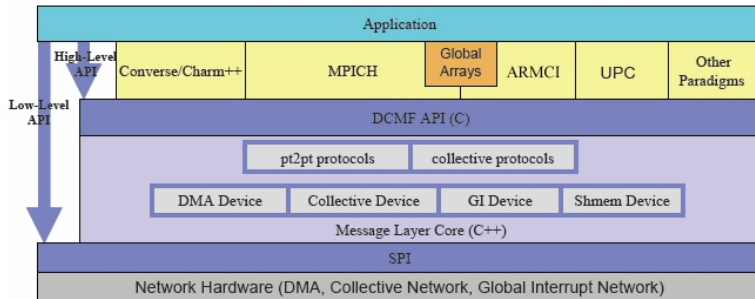 Application
High-Level
API
Low-Level
API
Converse/Charm++
MPICH
Global
Arrays
ARMCI
UPC
Other
Paradigms
DCMF API (C)
pt2pt protocols
collective protocols
DMA Device
Collective Device
GI Device
Shmem Device
Message Layer Core (C++)
SPI
Network Hardware (DMA, Collective Network, Global Interrupt Network)